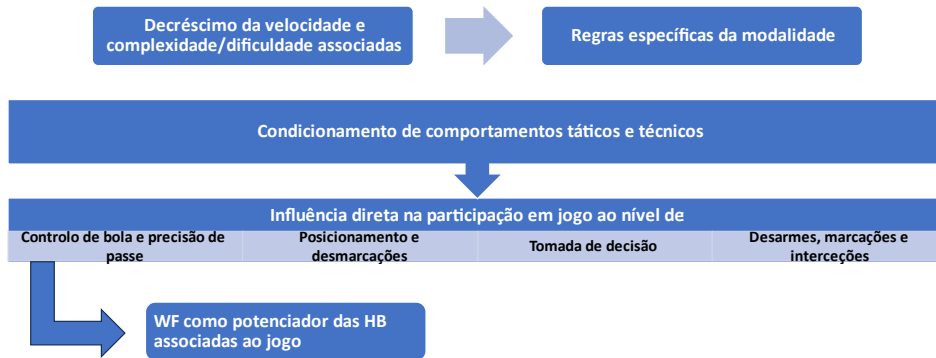 Decréscimo da velocidade e
complexidade/dificuldade associadas
Regras específicas da modalidade
Condicionamento de comportamentos táticos e técnicos
Influência direta na participação em jogo ao nível de
Controlo de bola e precisão de
passe
Posicionamento e
desmarcações
Tomada de decisão
Desarmes, marcações e
interceções
WF como potenciador das HB
associadas ao jogo